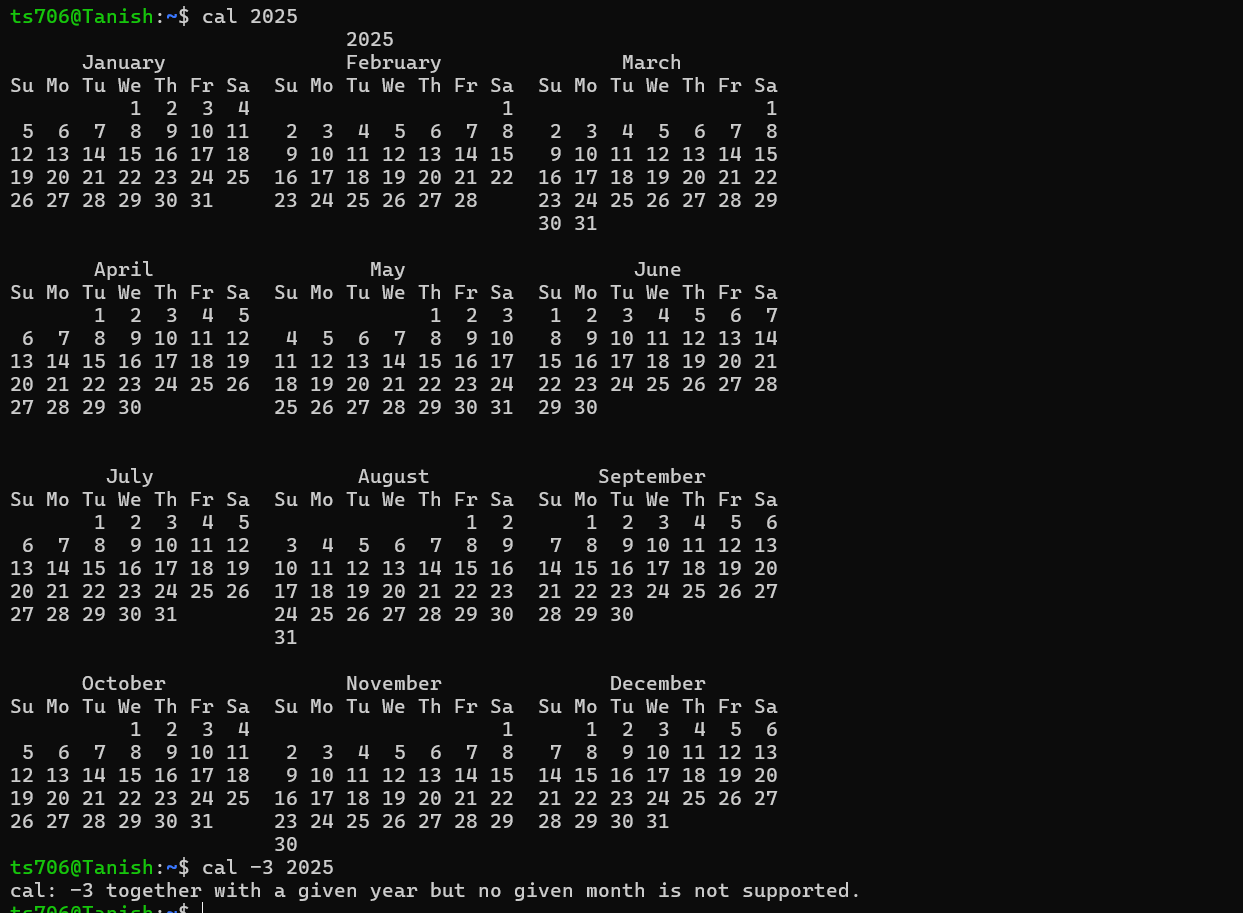 ts706@Tanish:~$ cal 2025
                            2025
      January               February               March
Su Mo Tu We Th Fr Sa  Su Mo Tu We Th Fr Sa  Su Mo Tu We Th Fr Sa
          1  2  3  4                     1                     1
 5  6  7  8  9 10 11   2  3  4  5  6  7  8   2  3  4  5  6  7  8
12 13 14 15 16 17 18   9 10 11 12 13 14 15   9 10 11 12 13 14 15
19 20 21 22 23 24 25  16 17 18 19 20 21 22  16 17 18 19 20 21 22
26 27 28 29 30 31     23 24 25 26 27 28     23 24 25 26 27 28 29
                                            30 31
       April                  May                   June
Su Mo Tu We Th Fr Sa  Su Mo Tu We Th Fr Sa  Su Mo Tu We Th Fr Sa
       1  2  3  4  5               1  2  3   1  2  3  4  5  6  7
 6  7  8  9 10 11 12   4  5  6  7  8  9 10   8  9 10 11 12 13 14
13 14 15 16 17 18 19  11 12 13 14 15 16 17  15 16 17 18 19 20 21
20 21 22 23 24 25 26  18 19 20 21 22 23 24  22 23 24 25 26 27 28
27 28 29 30           25 26 27 28 29 30 31  29 30
        July                 August              September
Su Mo Tu We Th Fr Sa  Su Mo Tu We Th Fr Sa  Su Mo Tu We Th Fr Sa
       1  2  3  4  5                  1  2      1  2  3  4  5  6
 6  7  8  9 10 11 12   3  4  5  6  7  8  9   7  8  9 10 11 12 13
13 14 15 16 17 18 19  10 11 12 13 14 15 16  14 15 16 17 18 19 20
20 21 22 23 24 25 26  17 18 19 20 21 22 23  21 22 23 24 25 26 27
27 28 29 30 31        24 25 26 27 28 29 30  28 29 30
                      31
      October               November              December
Su Mo Tu We Th Fr Sa  Su Mo Tu We Th Fr Sa  Su Mo Tu We Th Fr Sa
          1  2  3  4                     1      1  2  3  4  5  6
 5  6  7  8  9 10 11   2  3  4  5  6  7  8   7  8  9 10 11 12 13
12 13 14 15 16 17 18   9 10 11 12 13 14 15  14 15 16 17 18 19 20
19 20 21 22 23 24 25  16 17 18 19 20 21 22  21 22 23 24 25 26 27
26 27 28 29 30 31     23 24 25 26 27 28 29  28 29 30 31
                      30
ts706@Tanish:~$ cal -3 2025
cal: -3 together with a given year but no given month is not supported.
ts706@Tanish:~$